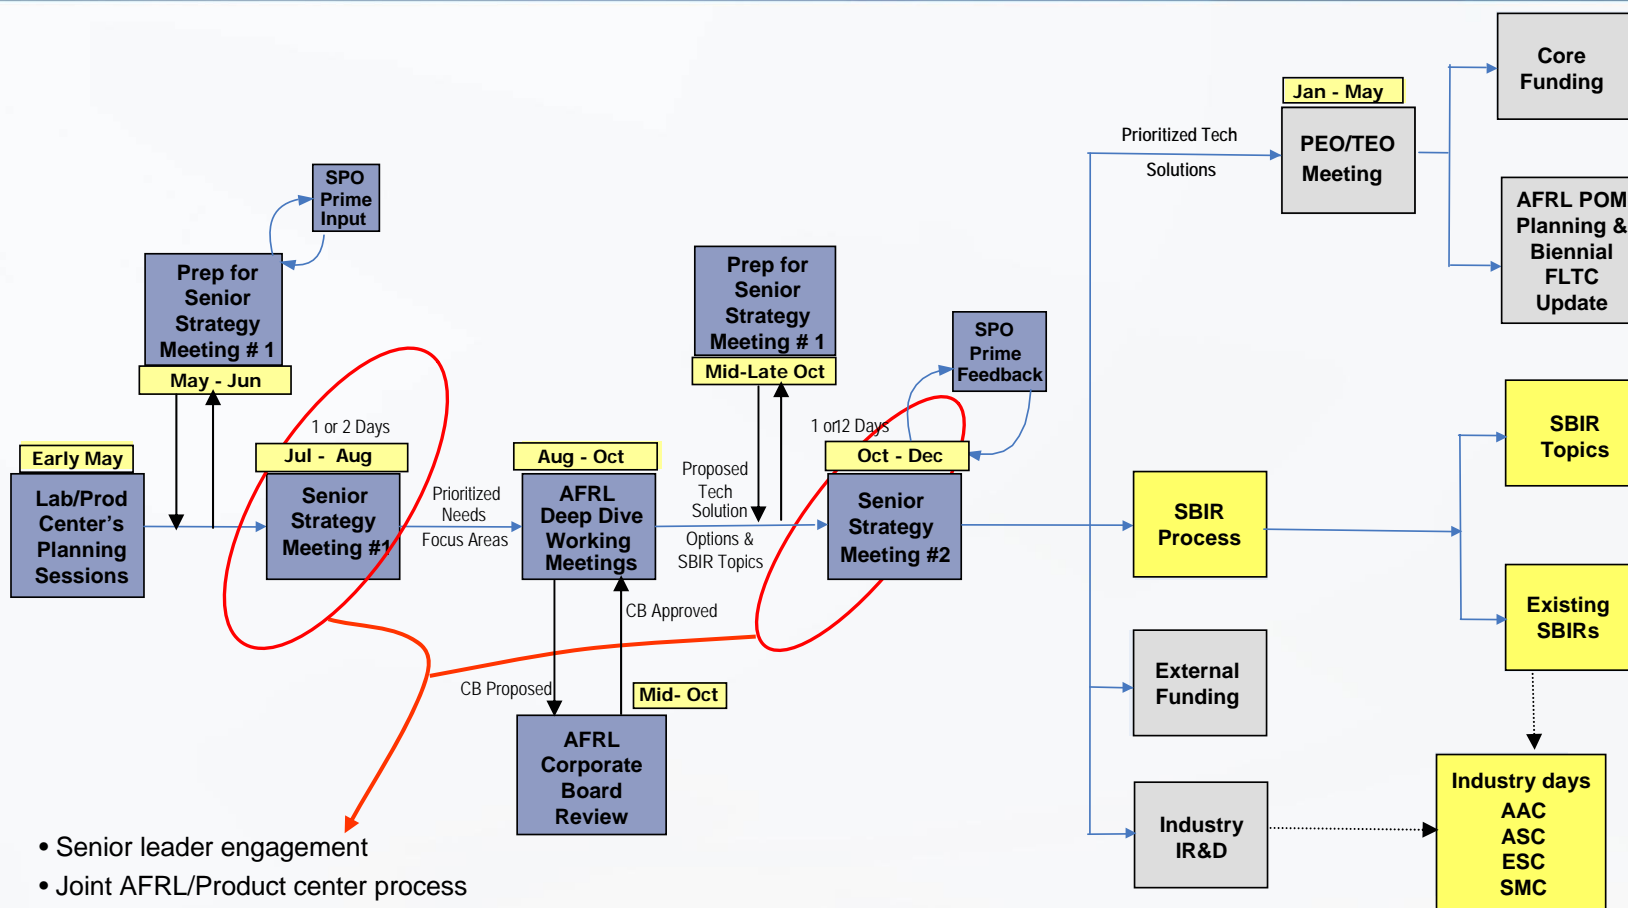 SPO
Prime
Input
Prep for
Senior
Strategy
Meeting # 1
May - Jun
Early May
Lab/Prod
Center's
Planning
Sessions
1 or 2 Days
Jul - Aug
Senior
Strategy
Meeting #1
Prioritized
Needs
Focus Areas
Aug - Oct
AFRL
Deep Dive
Working
Meetings
CB Approved
CB Proposed
Mid- Oct
AFRL
Corporate
Board
Review
Prep for
Senior
Strategy
Meeting # 1
Mid-Late Oct
Proposed
Tech
Solution
Options &
SBIR Topics
SPO
Prime
Feedback
1 or12 Days
Oct - Dec
Senior
Strategy
Meeting #2
Prioritized Tech
Solutions
Jan - May
PEO/TEO
Meeting
Core
Funding
AFRL POM
Planning &
Biennial
FLTC
Update
SBIR
Process
SBIR
Topics
Existing
SBIRs
External
Funding
Industry
IR&D
Industry days
AAC
ASC
ESC
SMC
• Senior leader engagement
• Joint AFRL/Product center process